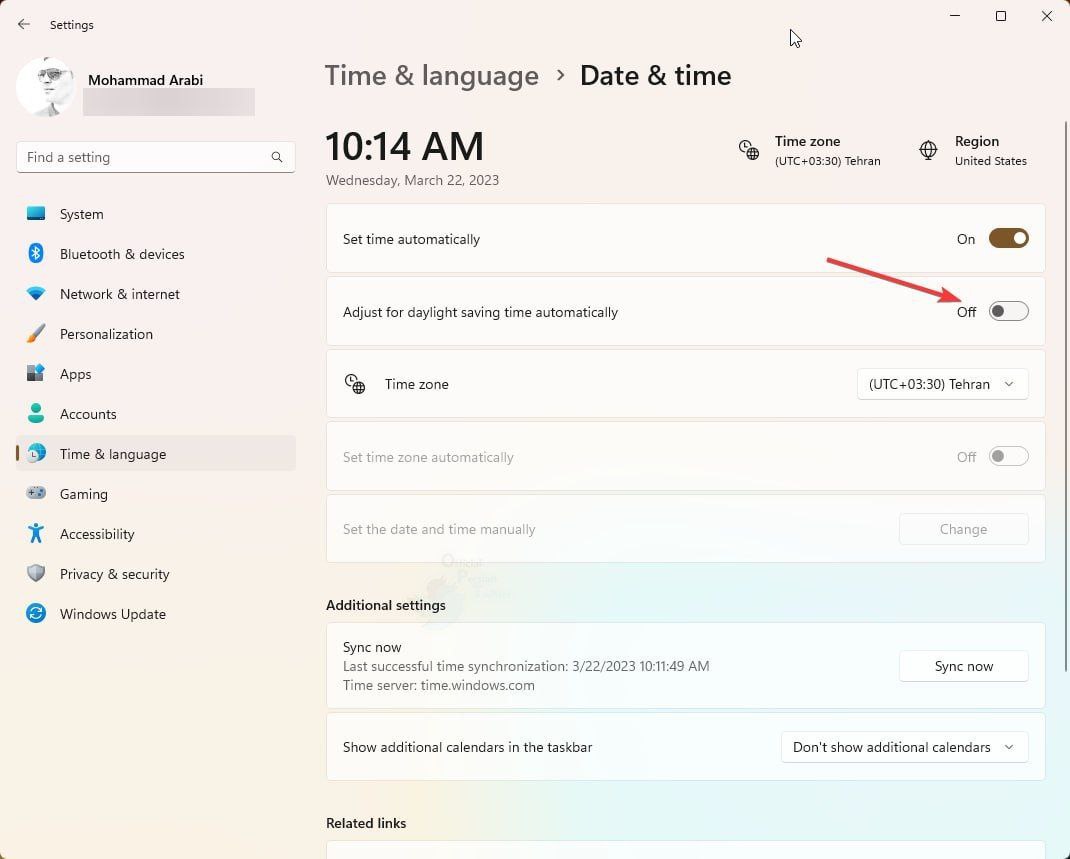 Settings
Mohammad Arabi
Find a setting
System
Bluetooth & devices
Network & internet
Personalization
Apps
Accounts
Time & language
Gaming
Accessibility
Privacy & security
Windows Update
Time & language > Date & time
10:14 AM
Wednesday, March 22, 2023
Time zone
(UTC+03:30) Tehran
Region
United States
Set time automatically On
Adjust for daylight saving time automatically Off
Time zone (UTC+03:30) Tehran
Set time zone automatically Off
Set the date and time manually Change
Official
Persian
Additional settings
Sync now
Last successful time synchronization: 3/22/2023 10:11:49 AM
Time server: time.windows.com
Sync now
Show additional calendars in the taskbar Don't show additional calendars
Related links